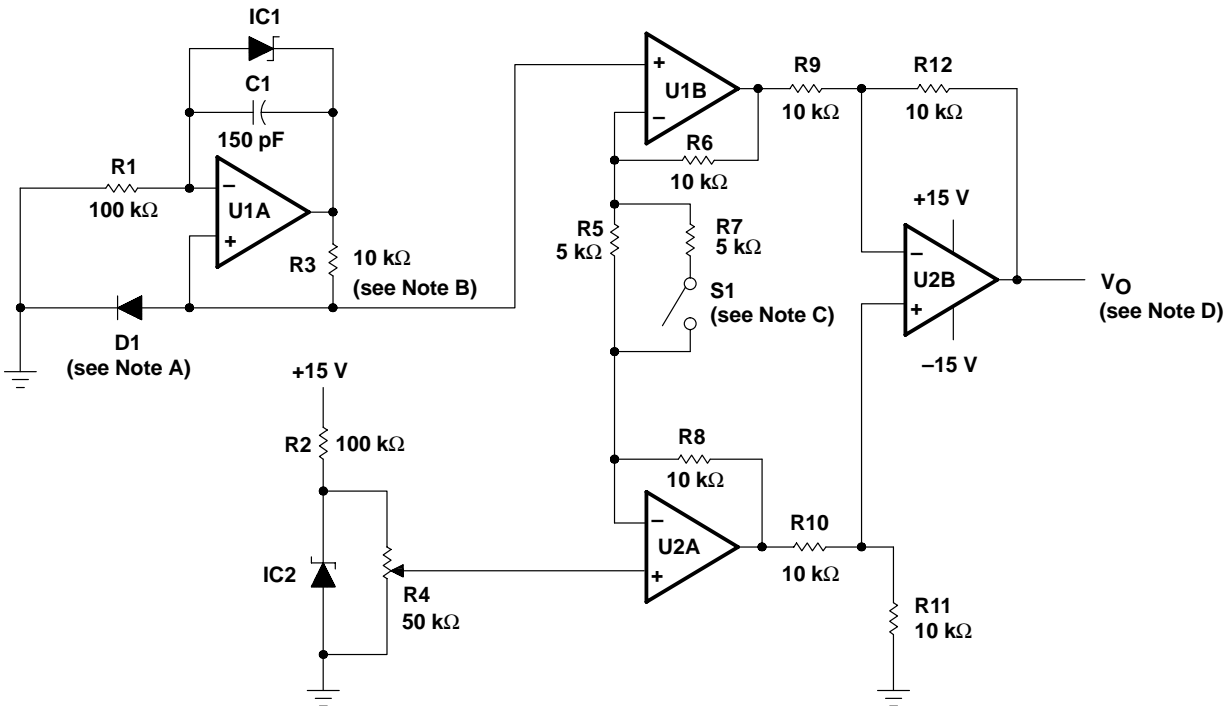 IC1
C1
150 pF
R1
100 kΩ
−
U1A
+
R3
10 kΩ
(see Note B)
D1
(see Note A)
+15 V
R2
100 kΩ
IC2
R4
50 kΩ
+
U1B
−
R6
10 kΩ
R5
5 kΩ
R7
5 kΩ
S1
(see Note C)
R8
10 kΩ
−
U2A
+
R9
10 kΩ
R12
10 kΩ
+15 V
−
U2B
+
–15 V
VO
(see Note D)
R10
10 kΩ
R11
10 kΩ